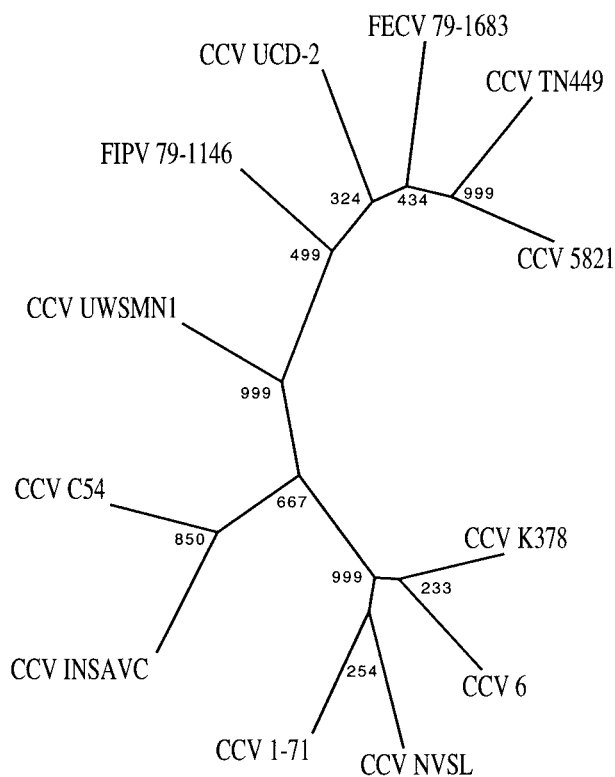 FECV 79-1683
CCV UCD-2
CCV TN449
FIPV 79-1146
324
434
999
499
CCV 5821
CCV UWSMN1
999
CCV C54
667
850
CCV K378
999
233
CCV INSAVC
254
CCV 6
CCV 1-71
CCV NVSL